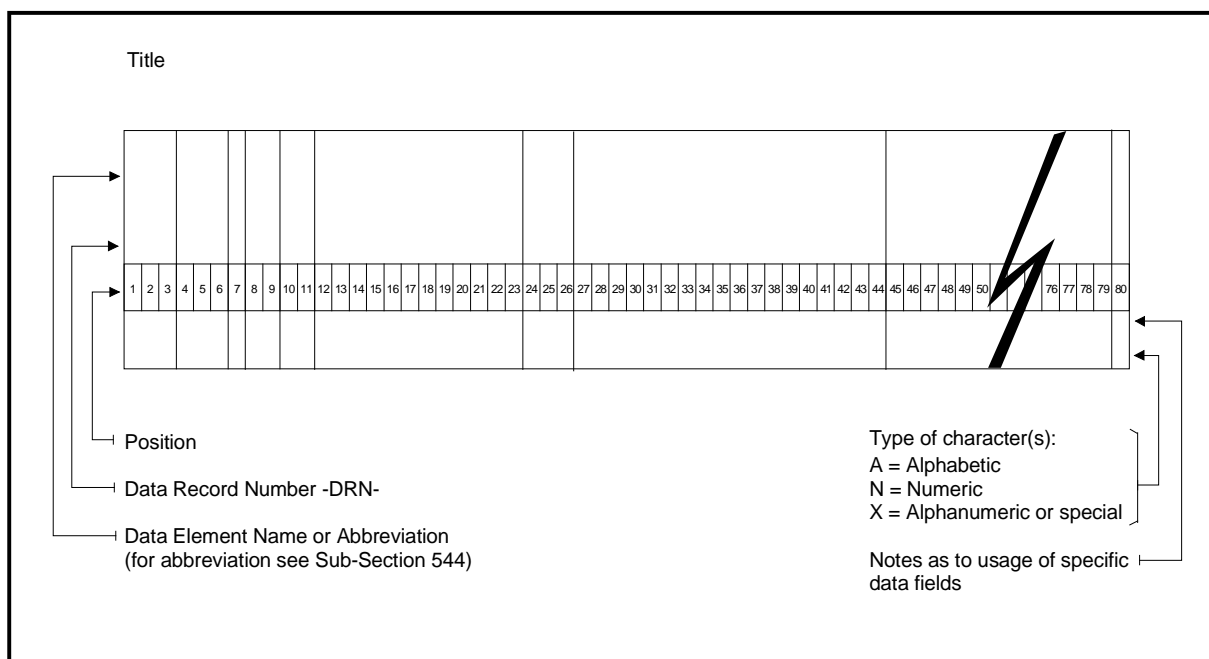 Title
1 2 3 4 5 6 7 8 9 10 11 12 13 14 15 16 17 18 19 20 21 22 23 24 25 26 27 28 29 30 31 32 33 34 35 36 37 38 39 40 41 42 43 44 45 46 47 48 49 50 76 77 78 79 80
Position
Data Record Number -DRN-
Data Element Name or Abbreviation
(for abbreviation see Sub-Section 544)
Type of character(s):
A = Alphabetic
N = Numeric
X = Alphanumeric or special
Notes as to usage of specific
data fields